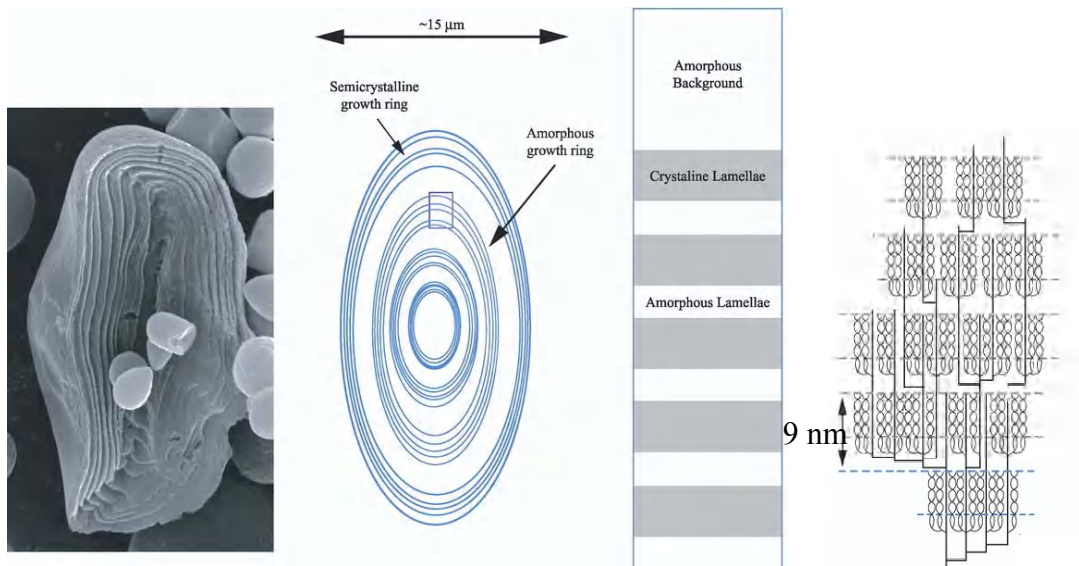 ~15 μm
Semicrystalline
growth ring
Amorphous
growth ring
Amorphous
Background
Crystaline Lamellae
Amorphous Lamellae
9 nm